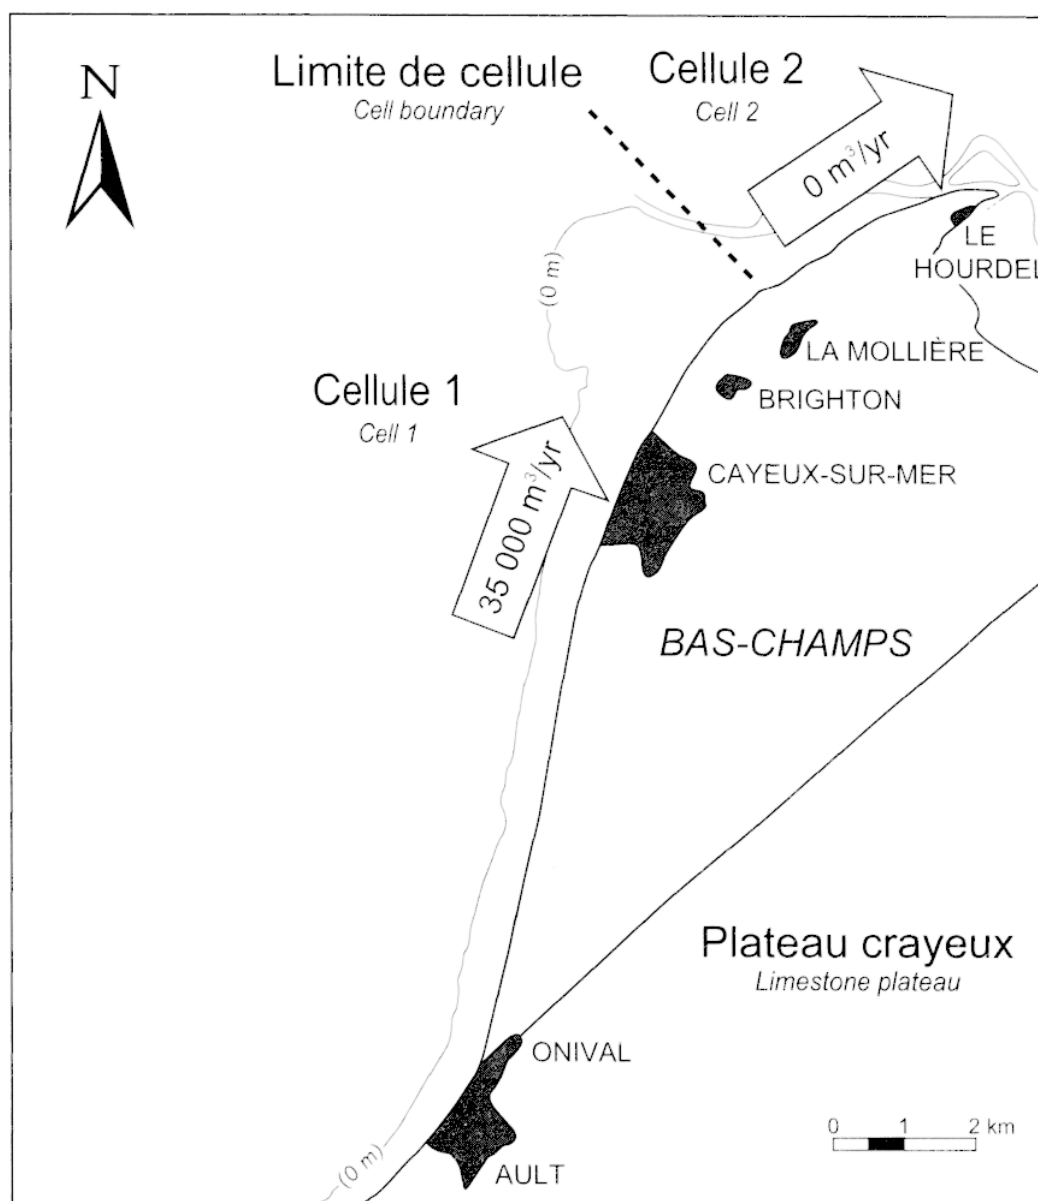 N
Limite de cellule
Cell boundary
Cellule 2
Cell 2
0 m³/yr
LE
HOURDEL
(0 m)
LA MOLLIÈRE
BRIGHTON
Cellule 1
Cell 1
35 000 m³/yr
CAYEUX-SUR-MER
BAS-CHAMPS
Plateau crayeux
Limestone plateau
ONIVAL
0 1 2 km
(0 m)
AULT